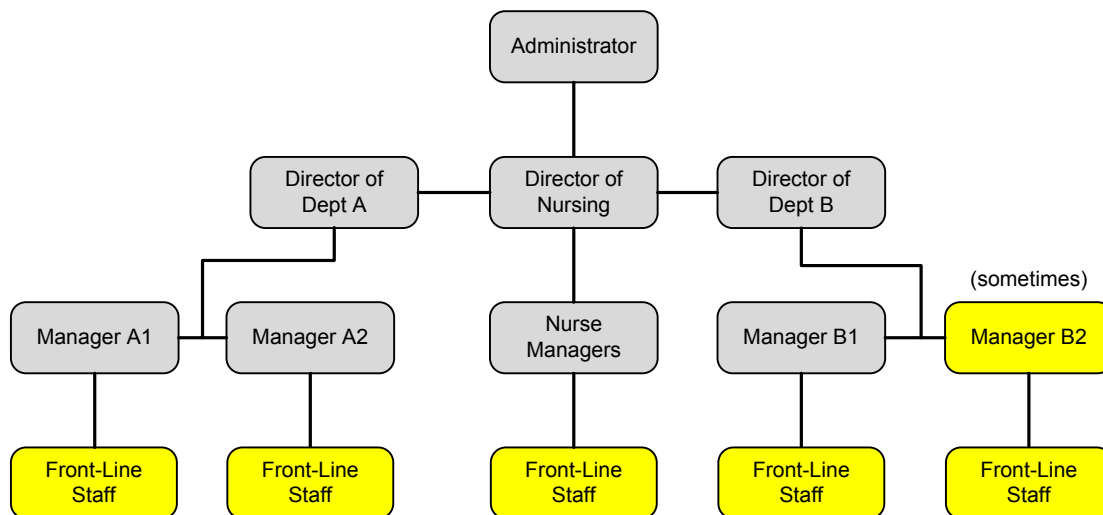 Administrator
Director of
Dept A
Director of
Nursing
Director of
Dept B
(sometimes)
Manager A1
Manager A2
Nurse
Managers
Manager B1
Manager B2
Front-Line
Staff
Front-Line
Staff
Front-Line
Staff
Front-Line
Staff
Front-Line
Staff